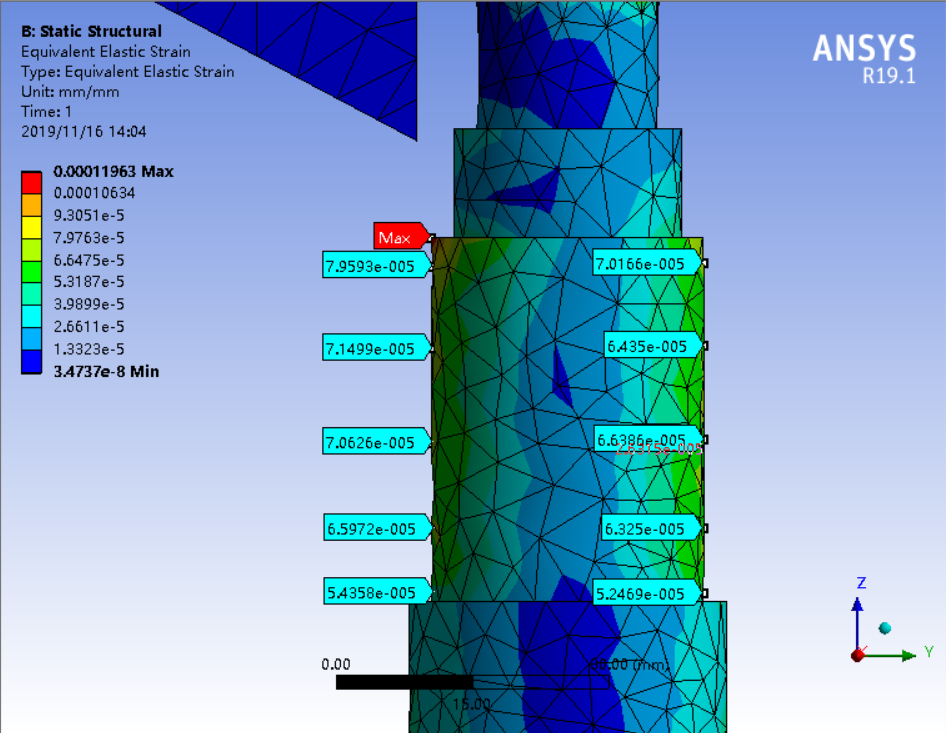 B: Static Structural
Equivalent Elastic Strain
Type: Equivalent Elastic Strain
Unit: mm/mm
Time: 1
2019/11/16 14:04
ANSYS
R19.1
0.00011963 Max
0.00010634
9.3051e-5
7.9763e-5
6.6475e-5
5.3187e-5
3.9899e-5
2.6611e-5
1.3323e-5
3.4737e-8 Min
Max
7.9593e-005
7.0166e-005
7.1499e-005
6.435e-005
7.0626e-005
6.6386e-005
6.5972e-005
6.325e-005
5.4358e-005
5.2469e-005
0.00
(mm)
15.00
Z
Y